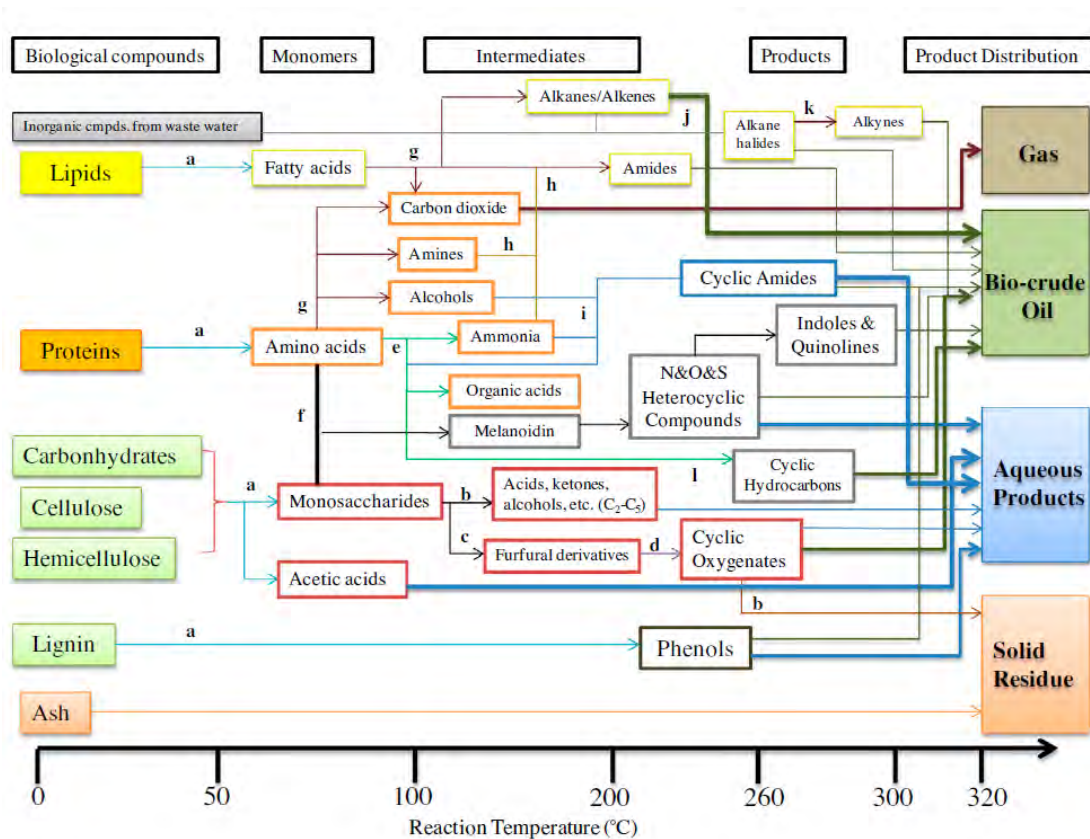 Biological compounds
Monomers
Intermediates
Products
Product Distribution
Alkanes/Alkenes
Inorganic cmpds. from waste water
j
Alkane
halides
k
Alkynes
Gas
Lipids
a
Fatty acids
g
h
Amides
Carbon dioxide
Amines
h
Cyclic Amides
Bio-crude
Oil
Alcohols
g
i
Proteins
a
Amino acids
e
Ammonia
Indoles &
Quinolines
Organic acids
N&O&S
Heterocyclic
Compounds
f
Melanoidin
Carbonhydrates
Cellulose
Hemicellulose
a
Monosaccharides
b
Acids, ketones,
alcohols, etc. (C₂-C₅)
l
Cyclic
Hydrocarbons
Aqueous
Products
c
Furfural derivatives
d
Cyclic
Oxygenates
Acetic acids
b
Lignin
a
Phenols
Solid
Residue
Ash
0
50
100
200
260
300
320
Reaction Temperature (°C)